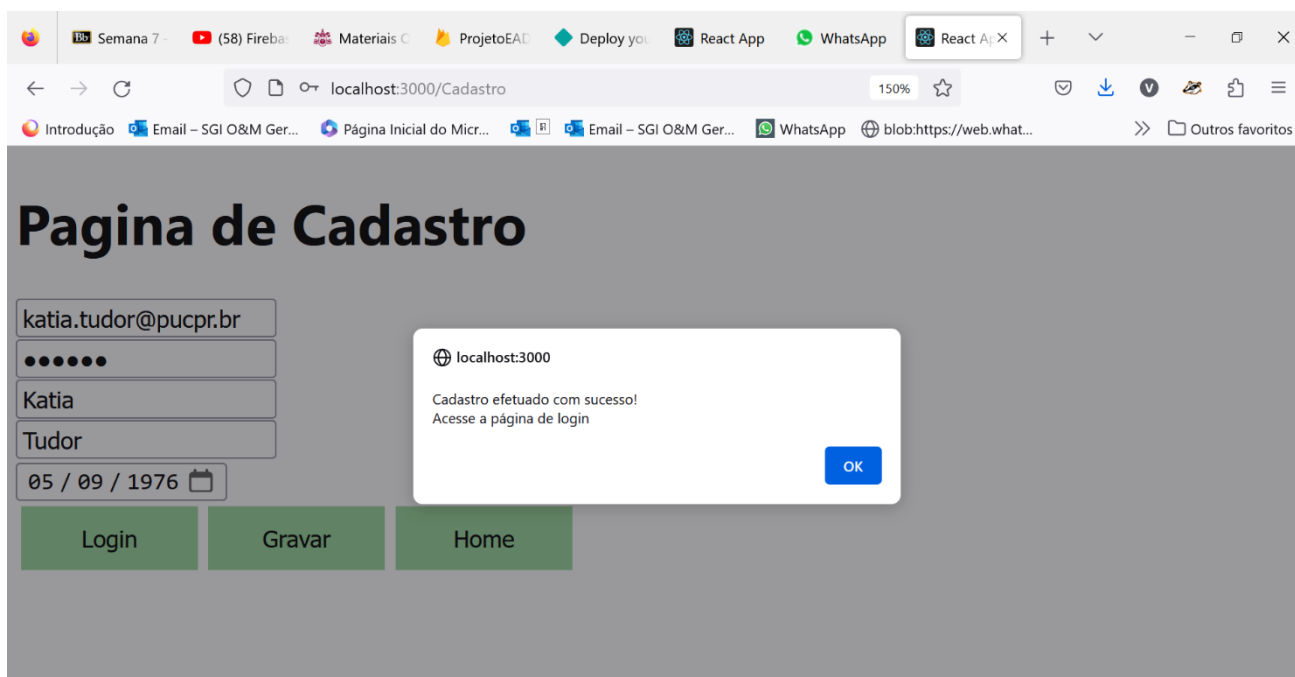 Semana 7 -
(58) Fireba
Materiais C
ProjetoEAD
Deploy you
React App
WhatsApp
React Ap
localhost:3000/Cadastro
150%
V
Introdução
Email – SGI O&M Ger...
Página Inicial do Micr...
Email – SGI O&M Ger...
WhatsApp
blob:https://web.what...
Outros favoritos
Pagina de Cadastro
katia.tudor@pucpr.br
●●●●●●
Katia
Tudor
05 / 09 / 1976
localhost:3000
Cadastro efetuado com sucesso!
Acesse a página de login
OK
Login
Gravar
Home